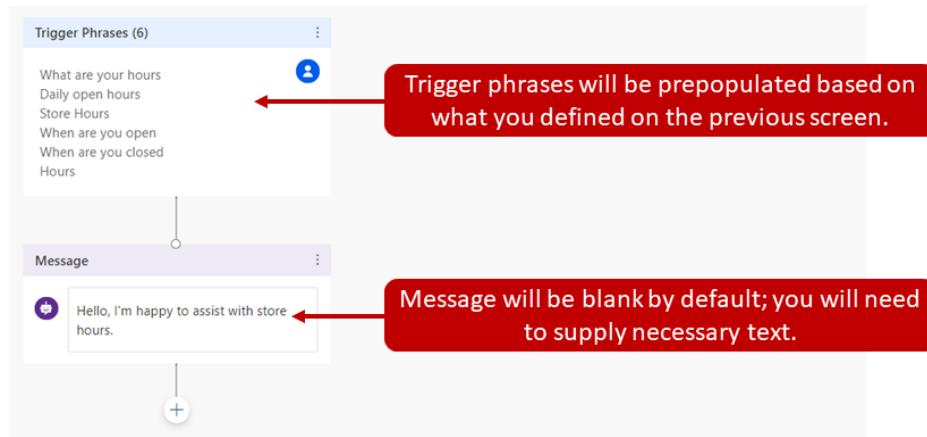 Trigger Phrases (6)
What are your hours
Daily open hours
Store Hours
When are you open
When are you closed
Hours
Trigger phrases will be prepopulated based on
what you defined on the previous screen.
Message
Hello, I'm happy to assist with store
hours.
Message will be blank by default; you will need
to supply necessary text.